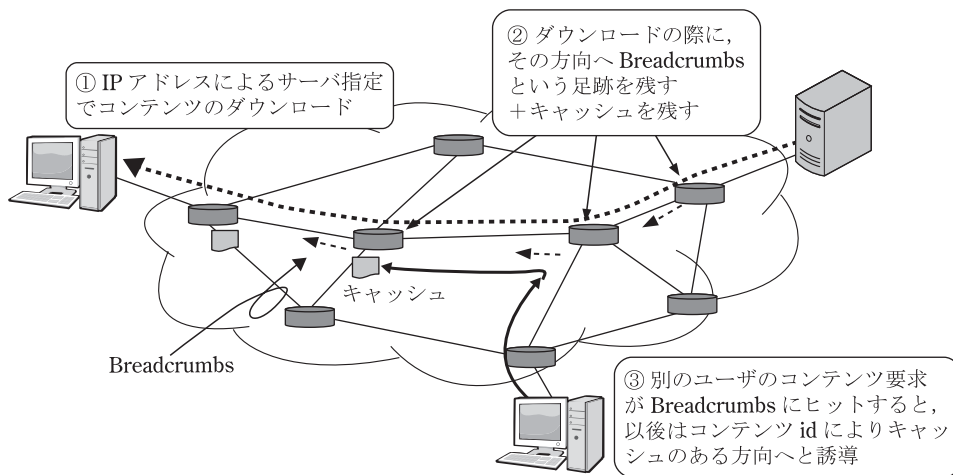 ① IP アドレスによるサーバ指定
でコンテンツのダウンロード
② ダウンロードの際に,
その方向へ Breadcrumbs
という足跡を残す
+キャッシュを残す
キャッシュ
Breadcrumbs
③ 別のユーザのコンテンツ要求
が Breadcrumbs にヒットすると,
以後はコンテンツ id によりキャッ
シュのある方向へと誘導